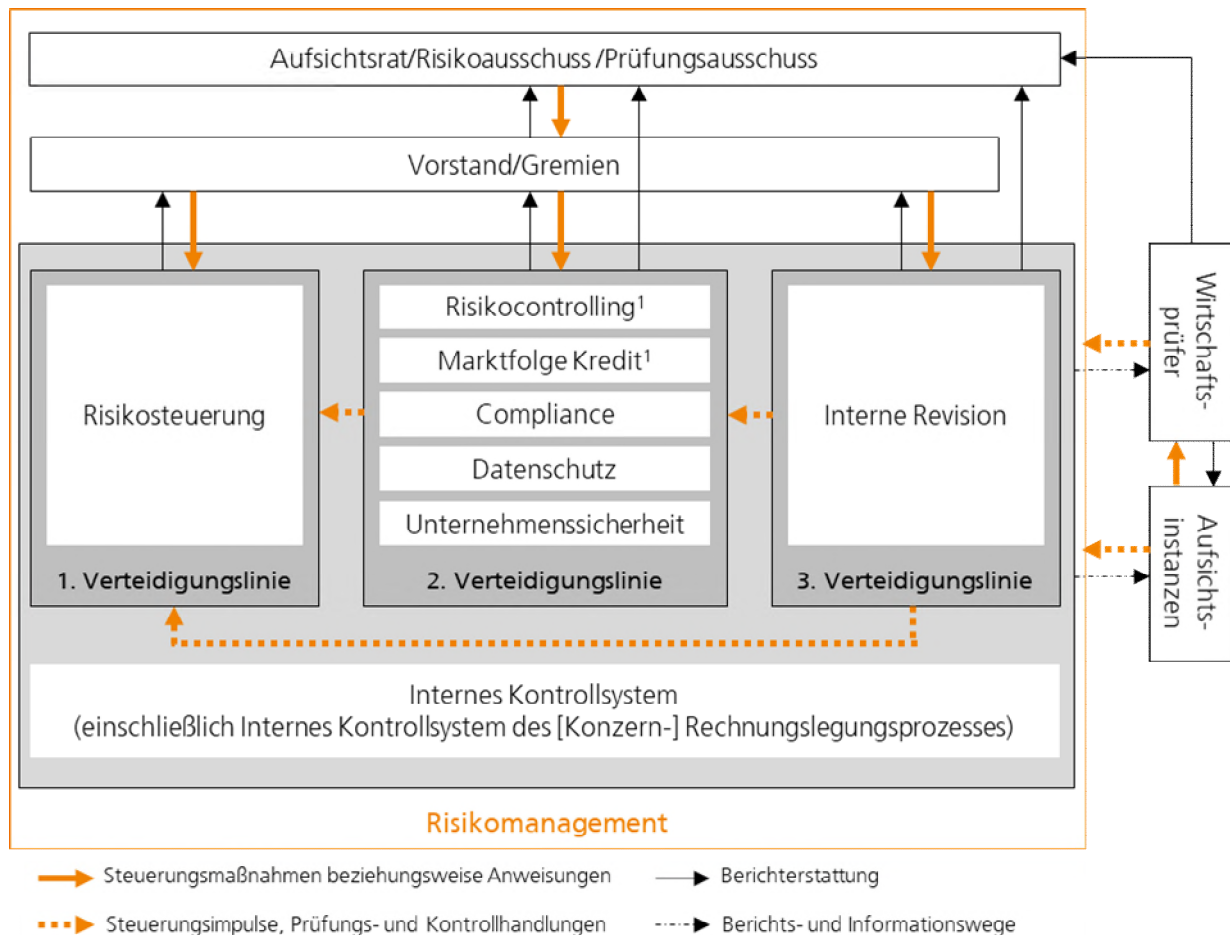 Aufsichtsrat/Risikoausschuss/Prüfungsausschuss
Vorstand/Gremien
Risikosteuerung
1. Verteidigungslinie
Risikocontrolling¹
Marktfolge Kredit¹
Compliance
Datenschutz
Unternehmenssicherheit
2. Verteidigungslinie
Interne Revision
3. Verteidigungslinie
Wirtschafts-
prüfer
Aufsichts-
instanzen
Internes Kontrollsystem
(einschließlich Internes Kontrollsystem des [Konzern-] Rechnungslegungsprozesses)
Risikomanagement
Steuerungsmaßnahmen beziehungsweise Anweisungen
Berichterstattung
Steuerungsimpulse, Prüfungs- und Kontrollhandlungen
Berichts- und Informationswege